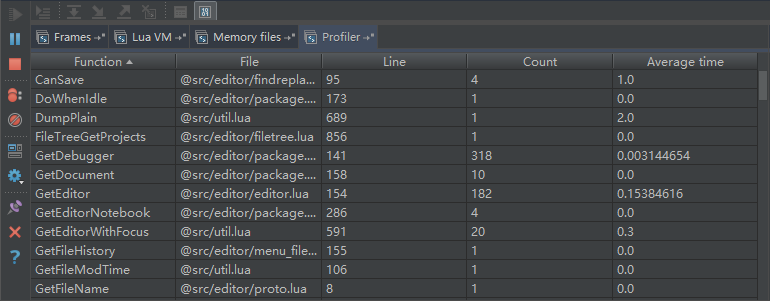 Frames →* Lua VM →* Memory files →* Profiler →*
Function File Line Count Average time
CanSave @src/editor/findrepla... 95 4 1.0
DoWhenIdle @src/editor/package.... 173 1 0.0
DumpPlain @src/util.lua 689 1 2.0
FileTreeGetProjects @src/editor/filetree.lua 856 1 0.0
GetDebugger @src/editor/package.... 141 318 0.003144654
GetDocument @src/editor/package.... 158 10 0.0
GetEditor @src/editor/editor.lua 154 182 0.15384616
GetEditorNotebook @src/editor/package.... 286 4 0.0
GetEditorWithFocus @src/util.lua 591 20 0.3
GetFileHistory @src/editor/menu_file... 155 1 0.0
GetFileModTime @src/util.lua 106 1 0.0
GetFileName @src/editor/proto.lua 8 1 0.0